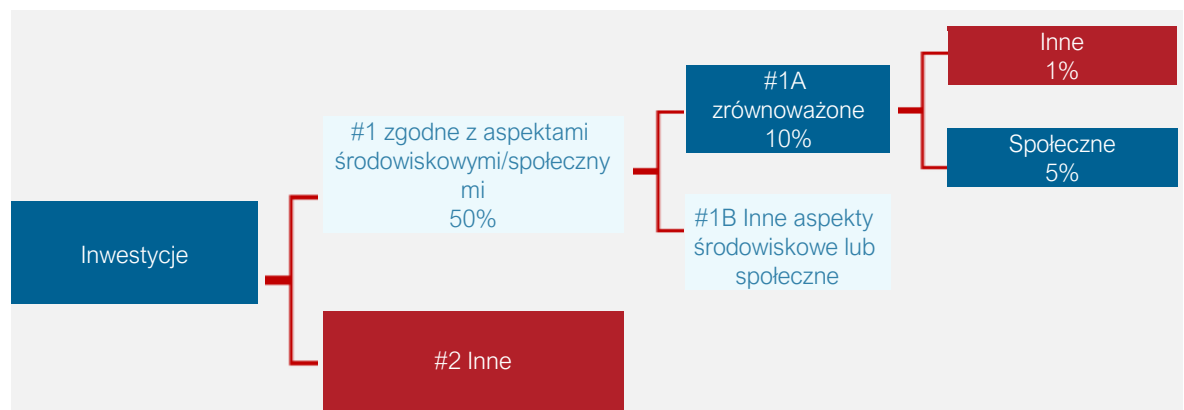 Inwestycje
#1 zgodne z aspektami
środowiskowymi/społeczny
mi
50%
#2 Inne
#1A
zrównoważone
10%
#1B Inne aspekty
środowiskowe lub
społeczne
Inne
1%
Społeczne
5%